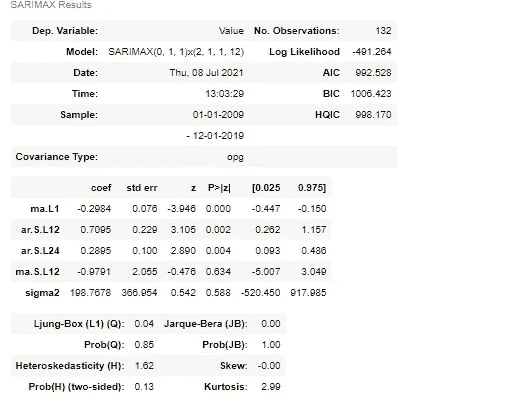 SARIMAX Results
Dep. Variable: Value No. Observations: 132
Model: SARIMAX(0, 1, 1)x(2, 1, 1, 12) Log Likelihood -491.264
Date: Thu, 08 Jul 2021 AIC 992.528
Time: 13:03:29 BIC 1006.423
Sample: 01-01-2009 HQIC 998.170
- 12-01-2019
Covariance Type: opg
coef std err z P>|z| [0.025 0.975]
ma.L1 -0.2984 0.076 -3.946 0.000 -0.447 -0.150
ar.S.L12 0.7095 0.229 3.105 0.002 0.262 1.157
ar.S.L24 0.2895 0.100 2.890 0.004 0.093 0.486
ma.S.L12 -0.9791 2.055 -0.476 0.634 -5.007 3.049
sigma2 198.7678 366.954 0.542 0.588 -520.450 917.985
Ljung-Box (L1) (Q): 0.04 Jarque-Bera (JB): 0.00
Prob(Q): 0.85 Prob(JB): 1.00
Heteroskedasticity (H): 1.62 Skew: -0.00
Prob(H) (two-sided): 0.13 Kurtosis: 2.99